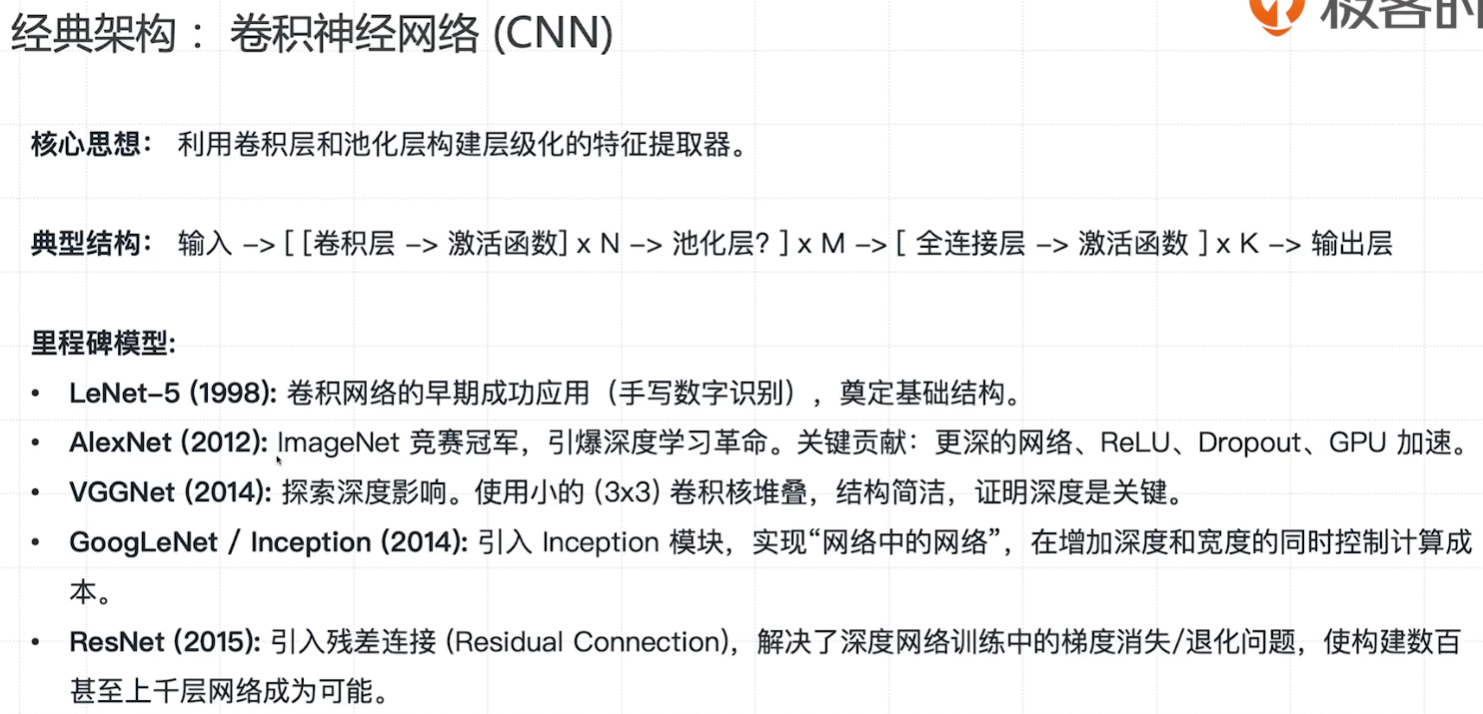 经典架构： 卷积神经网络 (CNN)
核心思想： 利用卷积层和池化层构建层级化的特征提取器。
典型结构： 输入 –> [ [卷积层 –> 激活函数] x N –> 池化层? ] x M –> [ 全连接层 –> 激活函数 ] x K –> 输出层
里程碑模型:
• LeNet–5 (1998): 卷积网络的早期成功应用（手写数字识别），奠定基础结构。
• AlexNet (2012): ImageNet 竞赛冠军，引爆深度学习革命。关键贡献：更深的网络、ReLU、Dropout、GPU 加速。
• VGGNet (2014): 探索深度影响。使用小的 (3x3) 卷积核堆叠，结构简洁，证明深度是关键。
• GoogLeNet / Inception (2014): 引入 Inception 模块，实现“网络中的网络”，在增加深度和宽度的同时控制计算成
本。
• ResNet (2015): 引入残差连接 (Residual Connection)，解决了深度网络训练中的梯度消失/退化问题，使构建数百
甚至上千层网络成为可能。